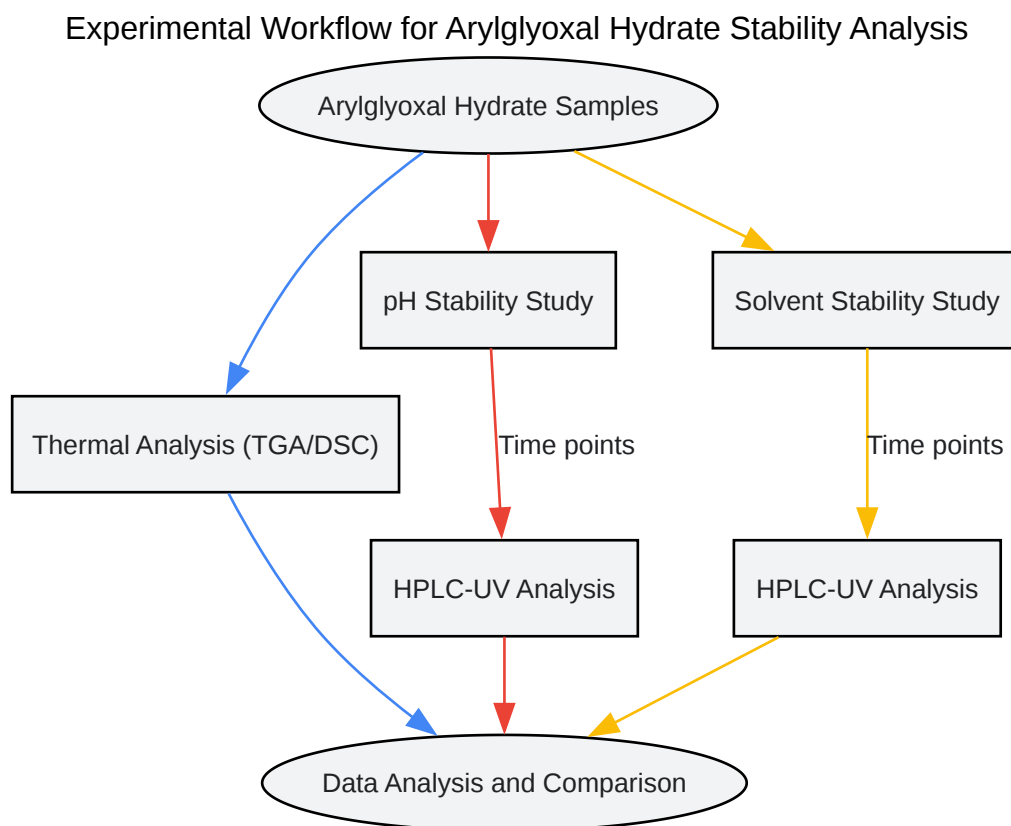 Experimental Workflow for Arylglyoxal Hydrate Stability Analysis
Arylglyoxal Hydrate Samples
pH Stability Study
Solvent Stability Study
Thermal Analysis (TGA/DSC)
Time points
Time points
HPLC-UV Analysis
HPLC-UV Analysis
Data Analysis and Comparison